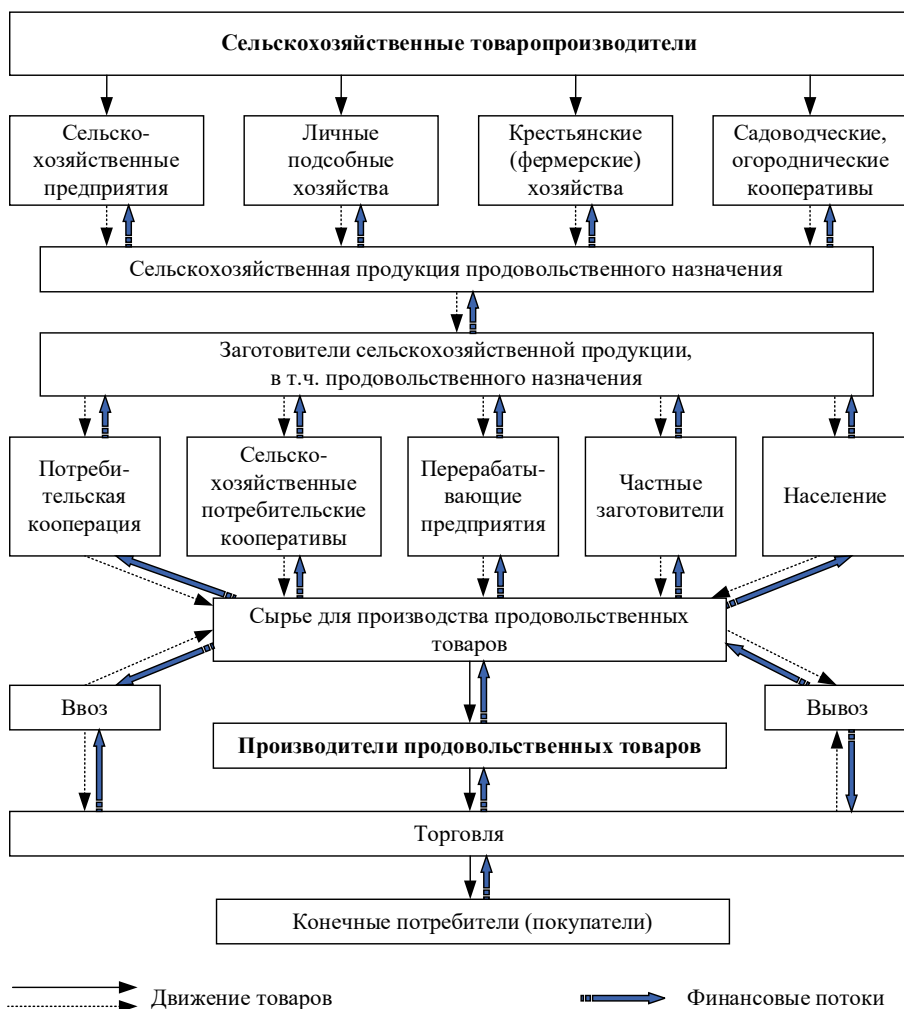 Сельскохозяйственные товаропроизводители
Сельско-
хозяйственные
предприятия
Личные
подсобные
хозяйства
Крестьянские
(фермерские)
хозяйства
Садоводческие,
огороднические
кооперативы
Сельскохозяйственная продукция продовольственного назначения
Заготовители сельскохозяйственной продукции,
в т.ч. продовольственного назначения
Потреби-
тельская
кооперация
Сельско-
хозяйственные
потребительские
кооперативы
Перерабаты-
вающие
предприятия
Частные
заготовители
Население
Сырье для производства продовольственных
товаров
Ввоз
Вывоз
Производители продовольственных товаров
Торговля
Конечные потребители (покупатели)
Движение товаров
Финансовые потоки